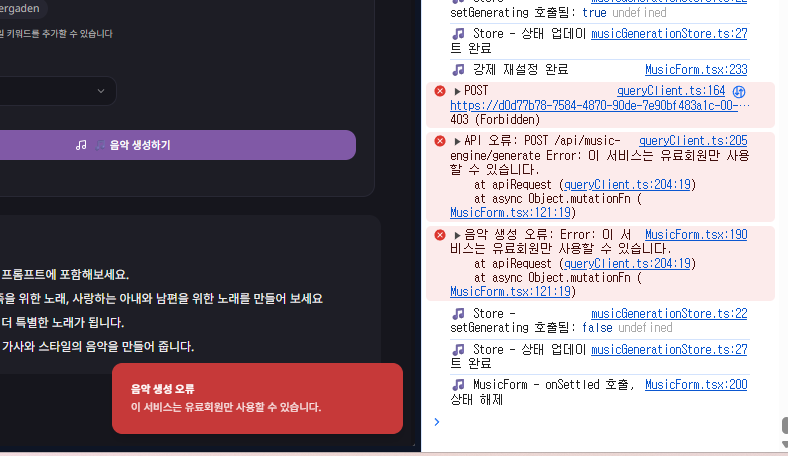 ergaden
일 키워드를 추가할 수 있습니다
음악 생성하기
프롬프트에 포함해보세요.
족을 위한 노래, 사랑하는 아내와 남편을 위한 노래를 만들어 보세요
더 특별한 노래가 됩니다.
가사와 스타일의 음악을 만들어 줍니다.
음악 생성 오류
이 서비스는 유료회원만 사용할 수 있습니다.
setGenerating 호출됨: true undefined
Store - 상태 업데이 musicGenerationStore.ts:27
트 완료
강제 재설정 완료 MusicForm.tsx:233
POST queryClient.ts:164
https://d0d77b78-7584-4870-90de-7e90bf483a1c-00-…
403 (Forbidden)
API 오류: POST /api/music- queryClient.ts:205
engine/generate Error: 이 서비스는 유료회원만 사용
할 수 있습니다.
at apiRequest (queryClient.ts:204:19)
at async Object.mutationFn (
MusicForm.tsx:121:19)
음악 생성 오류: Error: 이 서 MusicForm.tsx:190
비스는 유료회원만 사용할 수 있습니다.
at apiRequest (queryClient.ts:204:19)
at async Object.mutationFn (
MusicForm.tsx:121:19)
Store - musicGenerationStore.ts:22
setGenerating 호출됨: false undefined
Store - 상태 업데이 musicGenerationStore.ts:27
트 완료
MusicForm - onSettled 호출, MusicForm.tsx:200
상태 해제